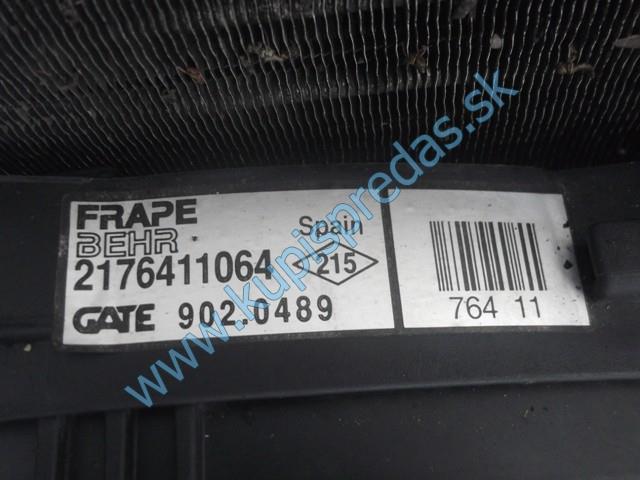 FRAPE
BEHR
Spain
2176411064
215
GATE 902.0489
764 11
www.kupispredas.sk